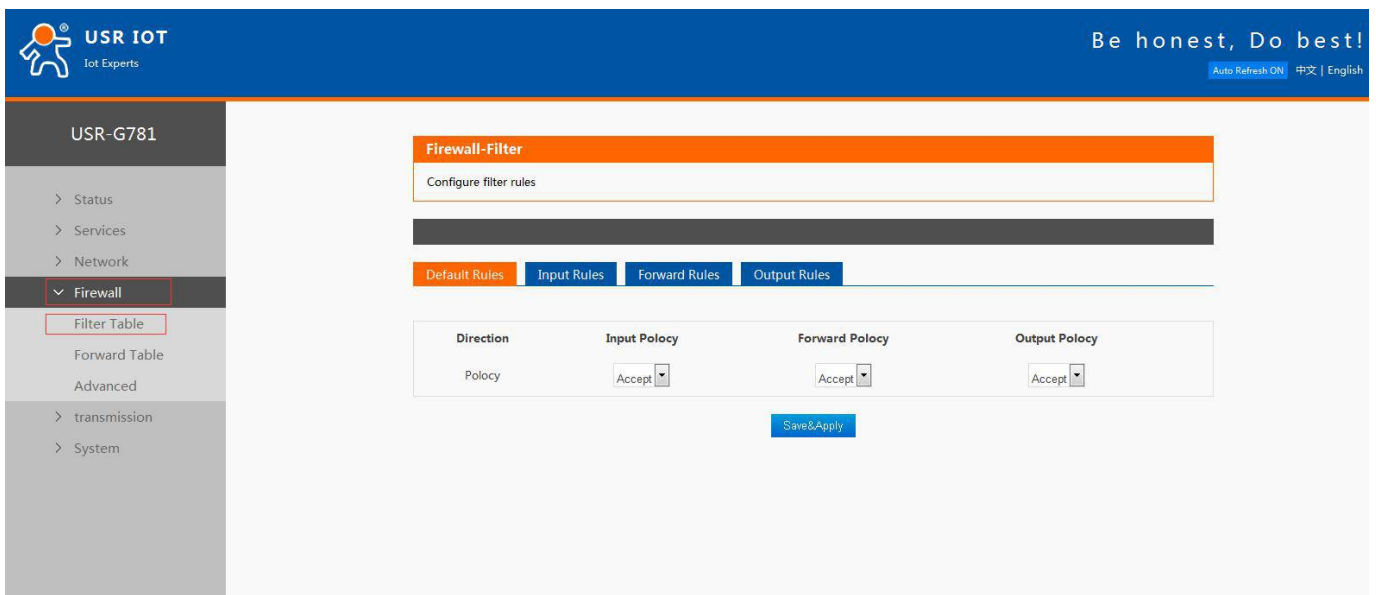 USR IOT
Iot Experts
®
Be honest, Do best!
Auto Refresh ON 中文 | English
USR-G781
> Status
> Services
> Network
Firewall
Filter Table
Forward Table
Advanced
> transmission
> System
Firewall-Filter
Configure filter rules
Default Rules Input Rules Forward Rules Output Rules
Direction Input Polocy Forward Polocy Output Polocy
Polocy Accept Accept Accept
Save&Apply